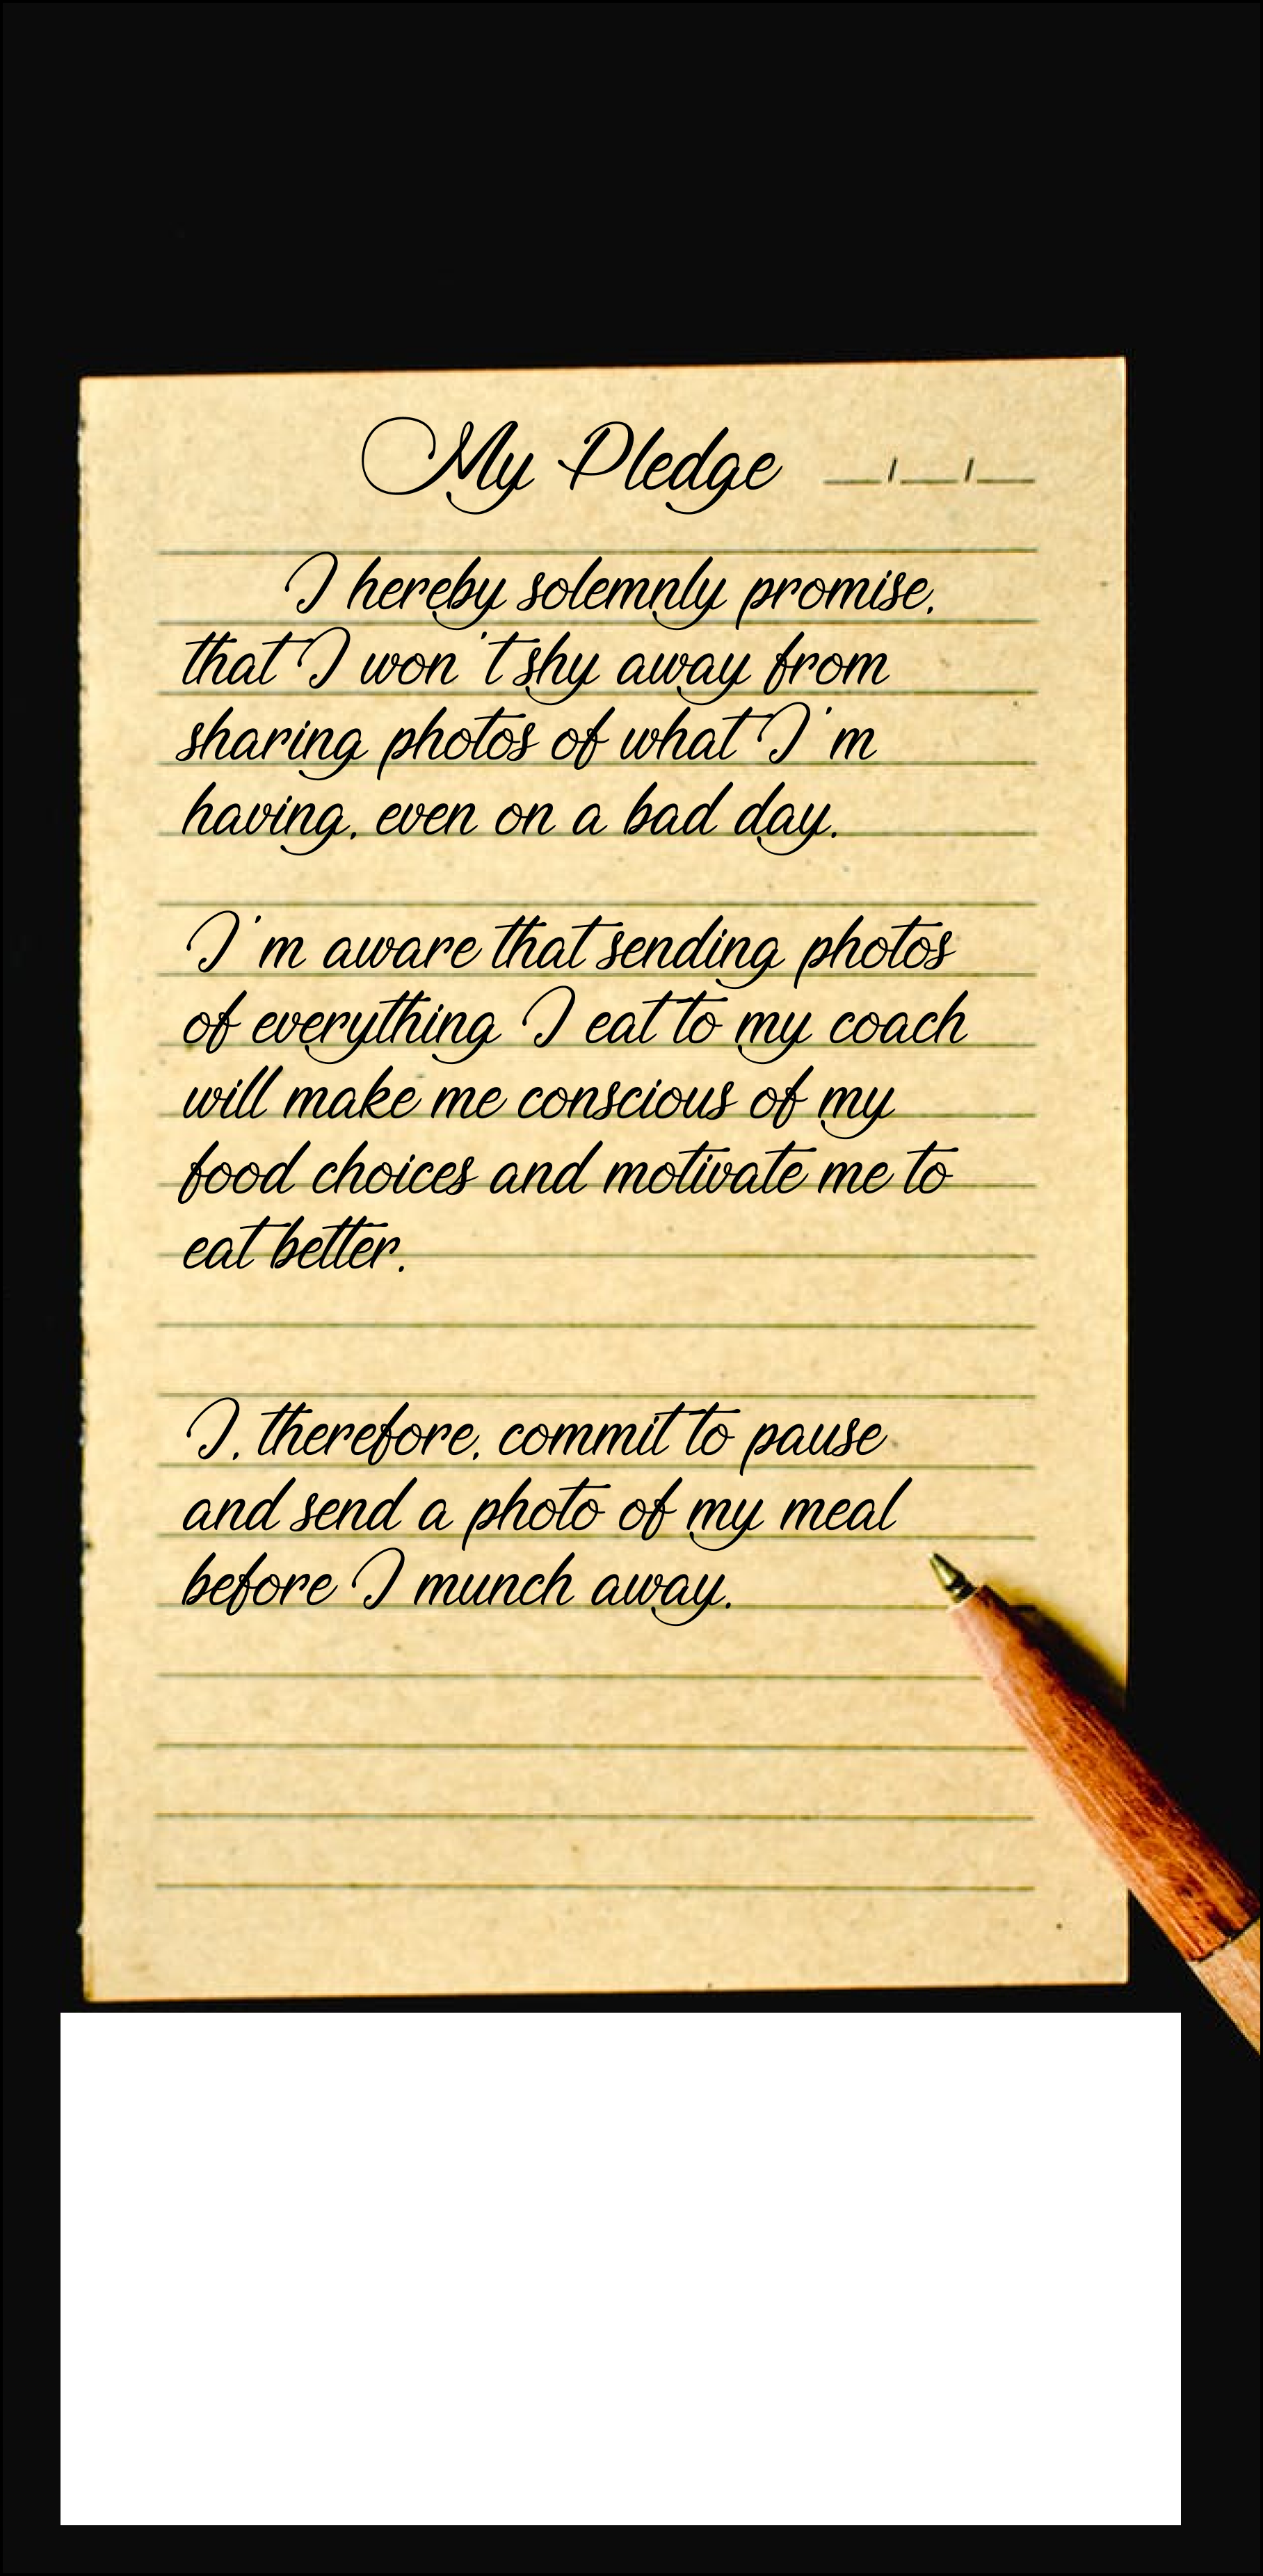 My Pledge __/__/__
I hereby solemnly promise,
that I won't shy away from
sharing photos of what I'm
having, even on a bad day.
I'm aware that sending photos
of everything I eat to my coach
will make me conscious of my
food choices and motivate me to
eat better.
I, therefore, commit to pause
and send a photo of my meal
before I munch away.